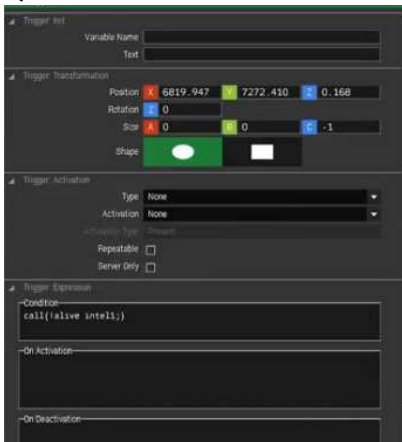 Trigger Init
Variable Name
Text
Trigger Transformation
Position X 6819.947 Y 7272.410 Z 0.168
Rotation Z 0
Size A 0 B 0 C -1
Shape
Trigger Activation
Type None
Activation None
Activation Type Present
Repeatable
Server Only
Trigger Expression
Condition
call{!alive intel1;}
On Activation
On Deactivation